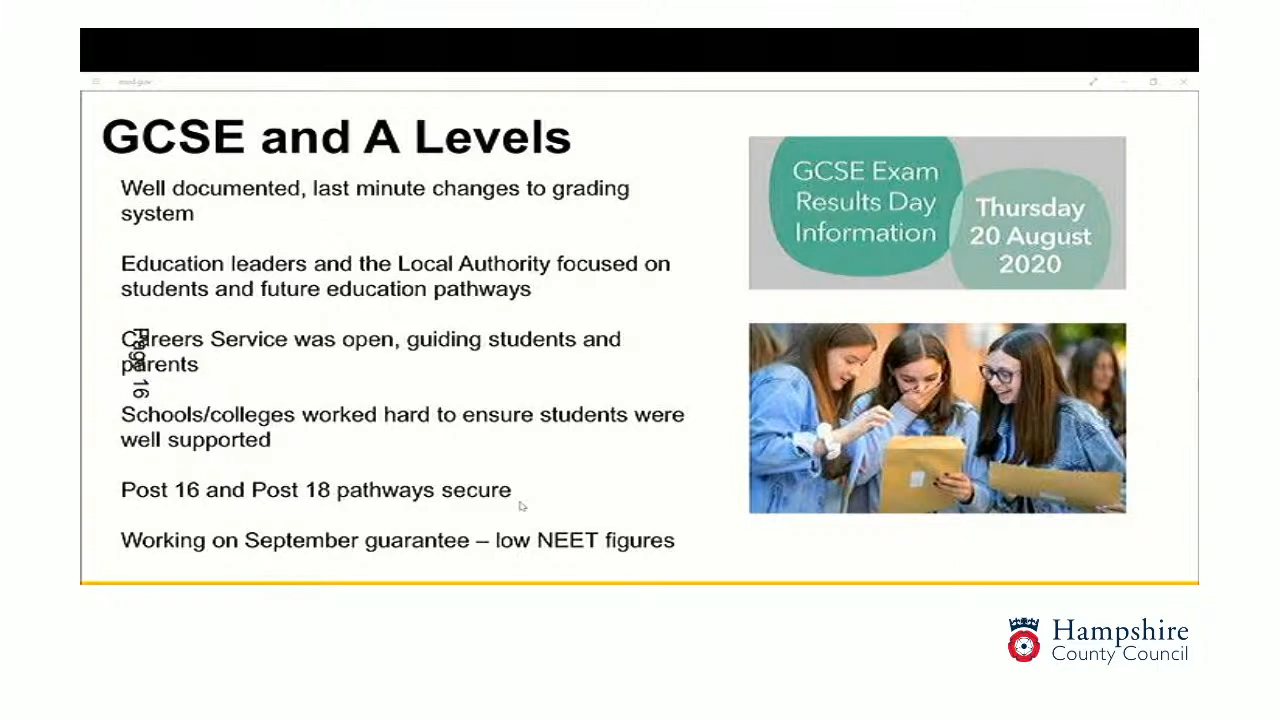 GCSE and A Levels
Well documented, last minute changes to grading
system
Education leaders and the Local Authority focused on
students and future education pathways
Careers Service was open, guiding students and
parents
Page 16
Schools/colleges worked hard to ensure students were
well supported
Post 16 and Post 18 pathways secure
Working on September guarantee – low NEET figures
GCSE Exam
Results Day
Information
Thursday
20 August
2020
Hampshire
County Council